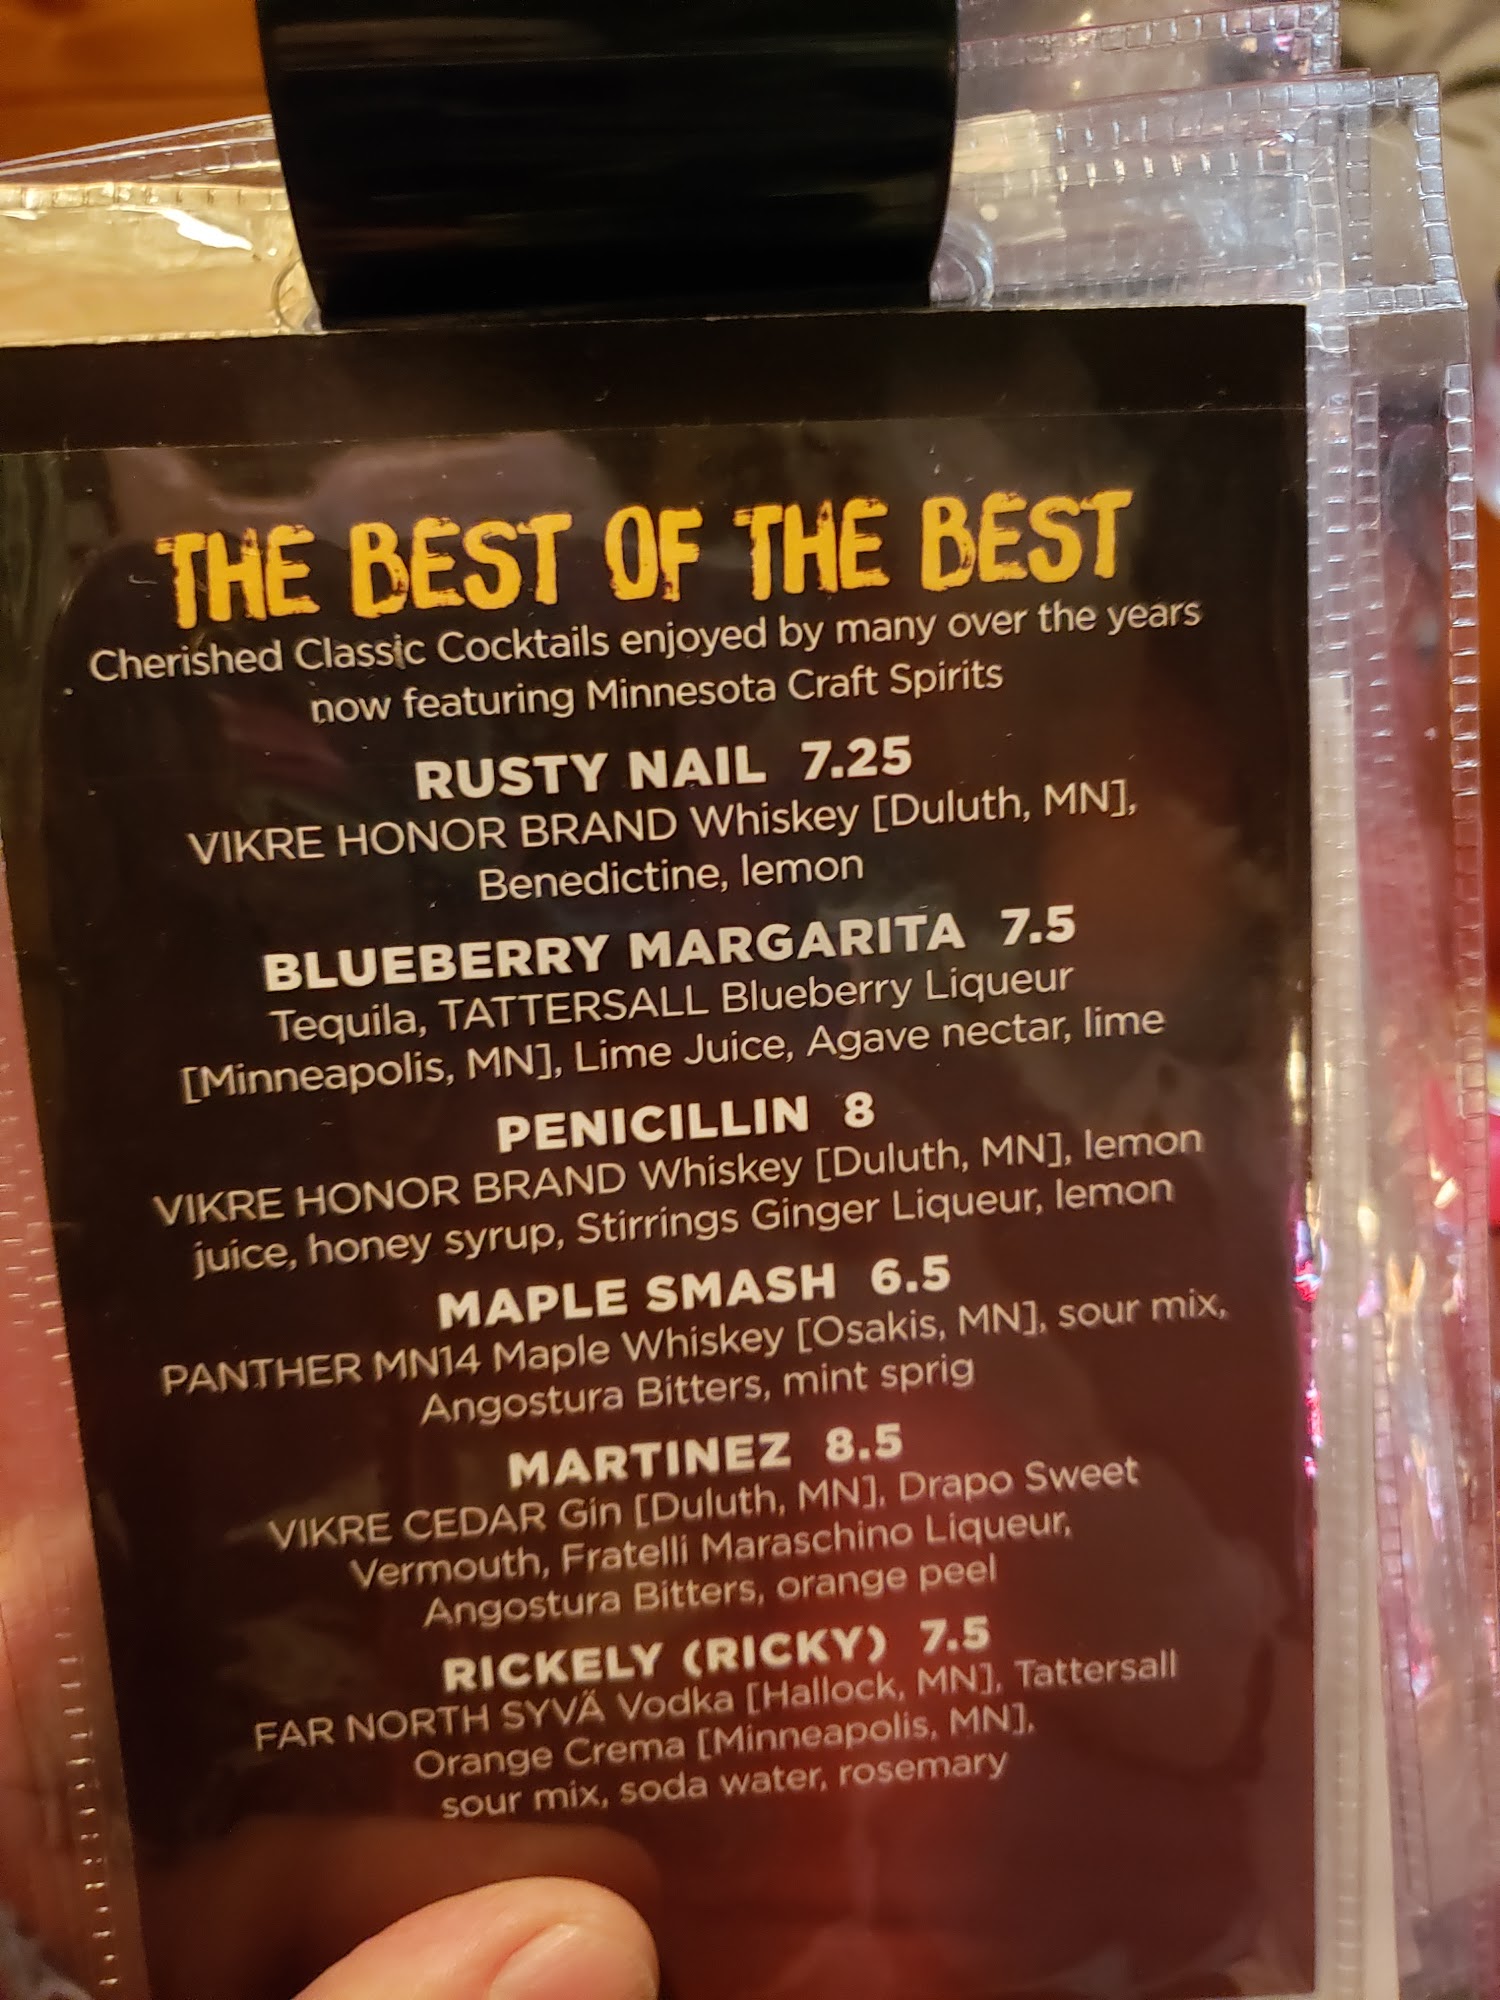 THE BEST OF THE BEST
Cherished Classic Cocktails enjoyed by many over the years
now featuring Minnesota Craft Spirits
RUSTY NAIL 7.25
VIKRE HONOR BRAND Whiskey [Duluth, MN],
Benedictine, lemon
BLUEBERRY MARGARITA 7.5
Tequila, TATTERSALL Blueberry Liqueur
[Minneapolis, MN], Lime Juice, Agave nectar, lime
PENICILLIN 8
VIKRE HONOR BRAND Whiskey [Duluth, MN], lemon
juice, honey syrup, Stirrings Ginger Liqueur, lemon
MAPLE SMASH 6.5
PANTHER MN14 Maple Whiskey [Osakis, MN], sour mix,
Angostura Bitters, mint sprig
MARTINEZ 8.5
VIKRE CEDAR Gin [Duluth, MN], Drapo Sweet
Vermouth, Fratelli Maraschino Liqueur,
Angostura Bitters, orange peel
RICKELY (RICKY) 7.5
FAR NORTH SYVÄ Vodka [Hallock, MN], Tattersall
Orange Crema [Minneapolis, MN],
sour mix, soda water, rosemary